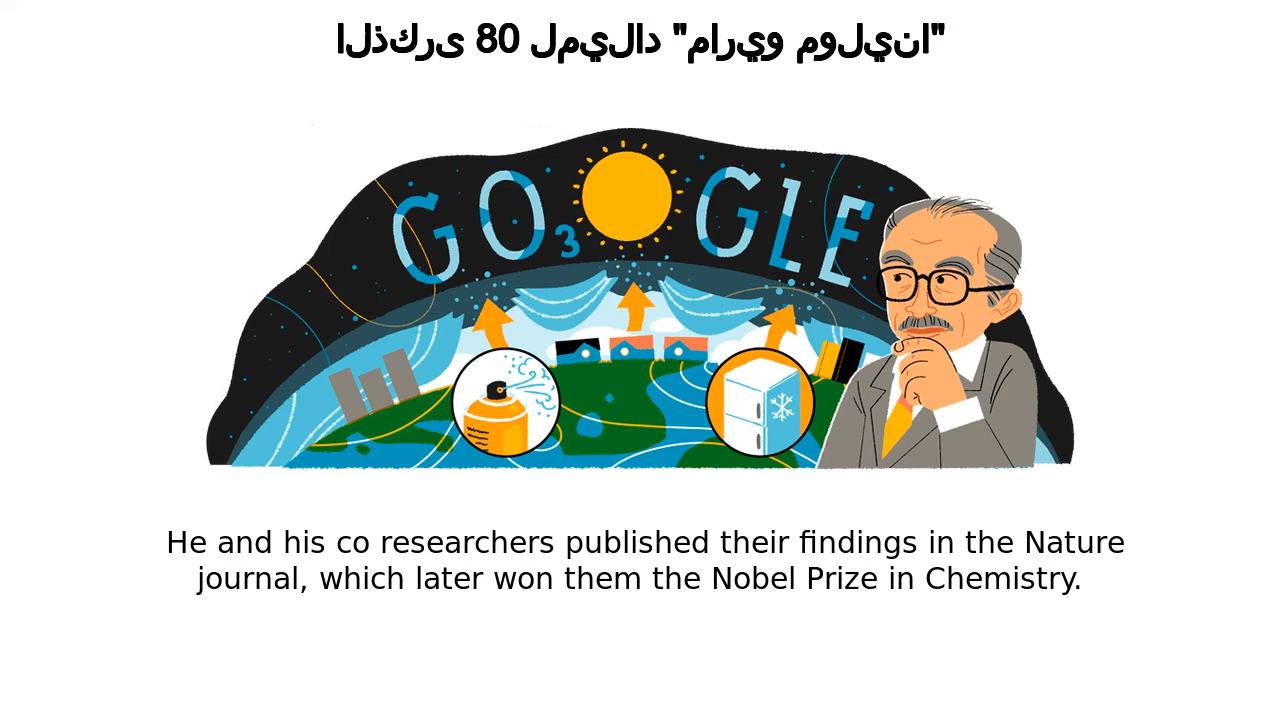 الذكرى 80 لميلاد "ماريو مولينا"
GO₃GLE
He and his co researchers published their findings in the Nature
journal, which later won them the Nobel Prize in Chemistry.